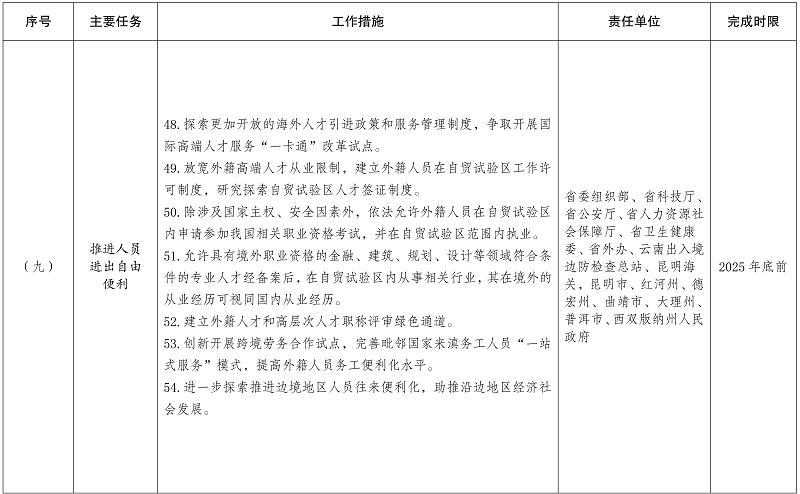 序号 主要任务 工作措施 责任单位 完成时限
（九）
推进人员
进出自由
便利
48. 探索更加开放的海外人才引进政策和服务管理制度，争取开展国
际高端人才服务“一卡通”改革试点。
49. 放宽外籍高端人才从业限制，建立外籍人员在自贸试验区工作许
可制度，研究探索自贸试验区人才签证制度。
50. 除涉及国家主权、安全因素外，依法允许外籍人员在自贸试验区
内申请参加我国相关职业资格考试，并在自贸试验区范围内执业。
51. 允许具有境外职业资格的金融、建筑、规划、设计等领域符合条
件的专业人才经备案后，在自贸试验区内从事相关行业，其在境外的
从业经历可视同国内从业经历。
52. 建立外籍人才和高层次人才职称评审绿色通道。
53. 创新开展跨境劳务合作试点，完善毗邻国家来滇务工人员“一站
式服务”模式，提高外籍人员务工便利化水平。
54. 进一步探索推进边境地区人员往来便利化，助推沿边地区经济社
会发展。
省委组织部、省科技厅、
省公安厅、省人力资源社
会保障厅、省卫生健康
委、省外办、云南出入境
边防检查总站、昆明海
关，昆明市、红河州、德
宏州、曲靖市、大理州、
普洱市、西双版纳州人民
政府
2025 年底前